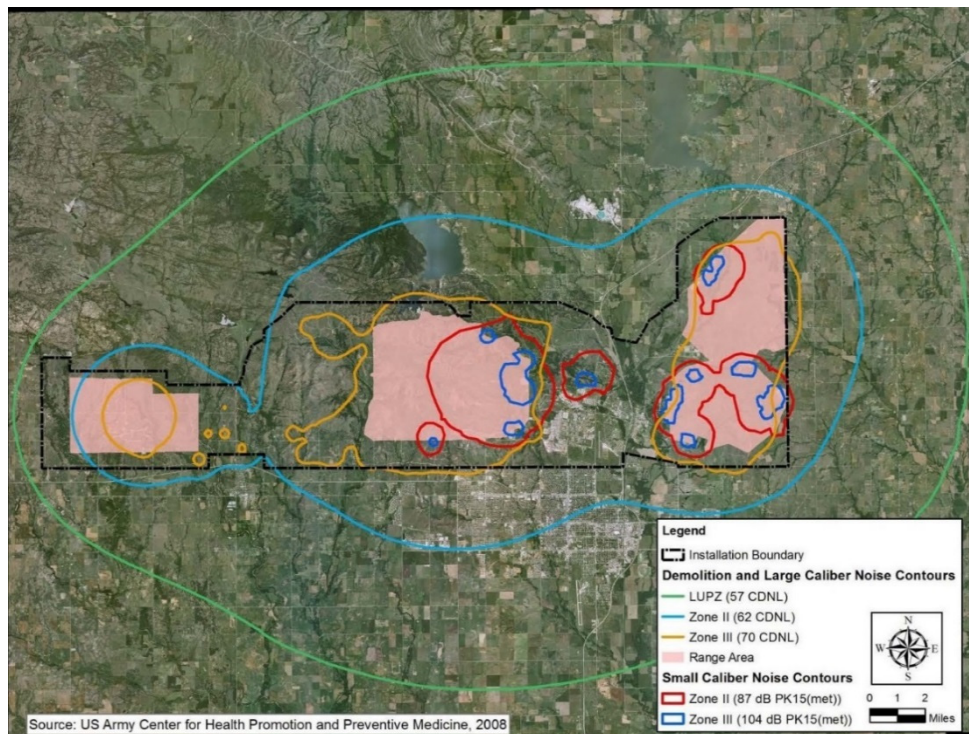 Legend
Installation Boundary
Demolition and Large Caliber Noise Contours
LUPZ (57 CDNL)
Zone II (62 CDNL)
Zone III (70 CDNL)
Range Area
Small Caliber Noise Contours
Zone II (87 dB PK15(met))
Zone III (104 dB PK15(met))
N
W E
S
0 1 2
Miles
Source: US Army Center for Health Promotion and Preventive Medicine, 2008